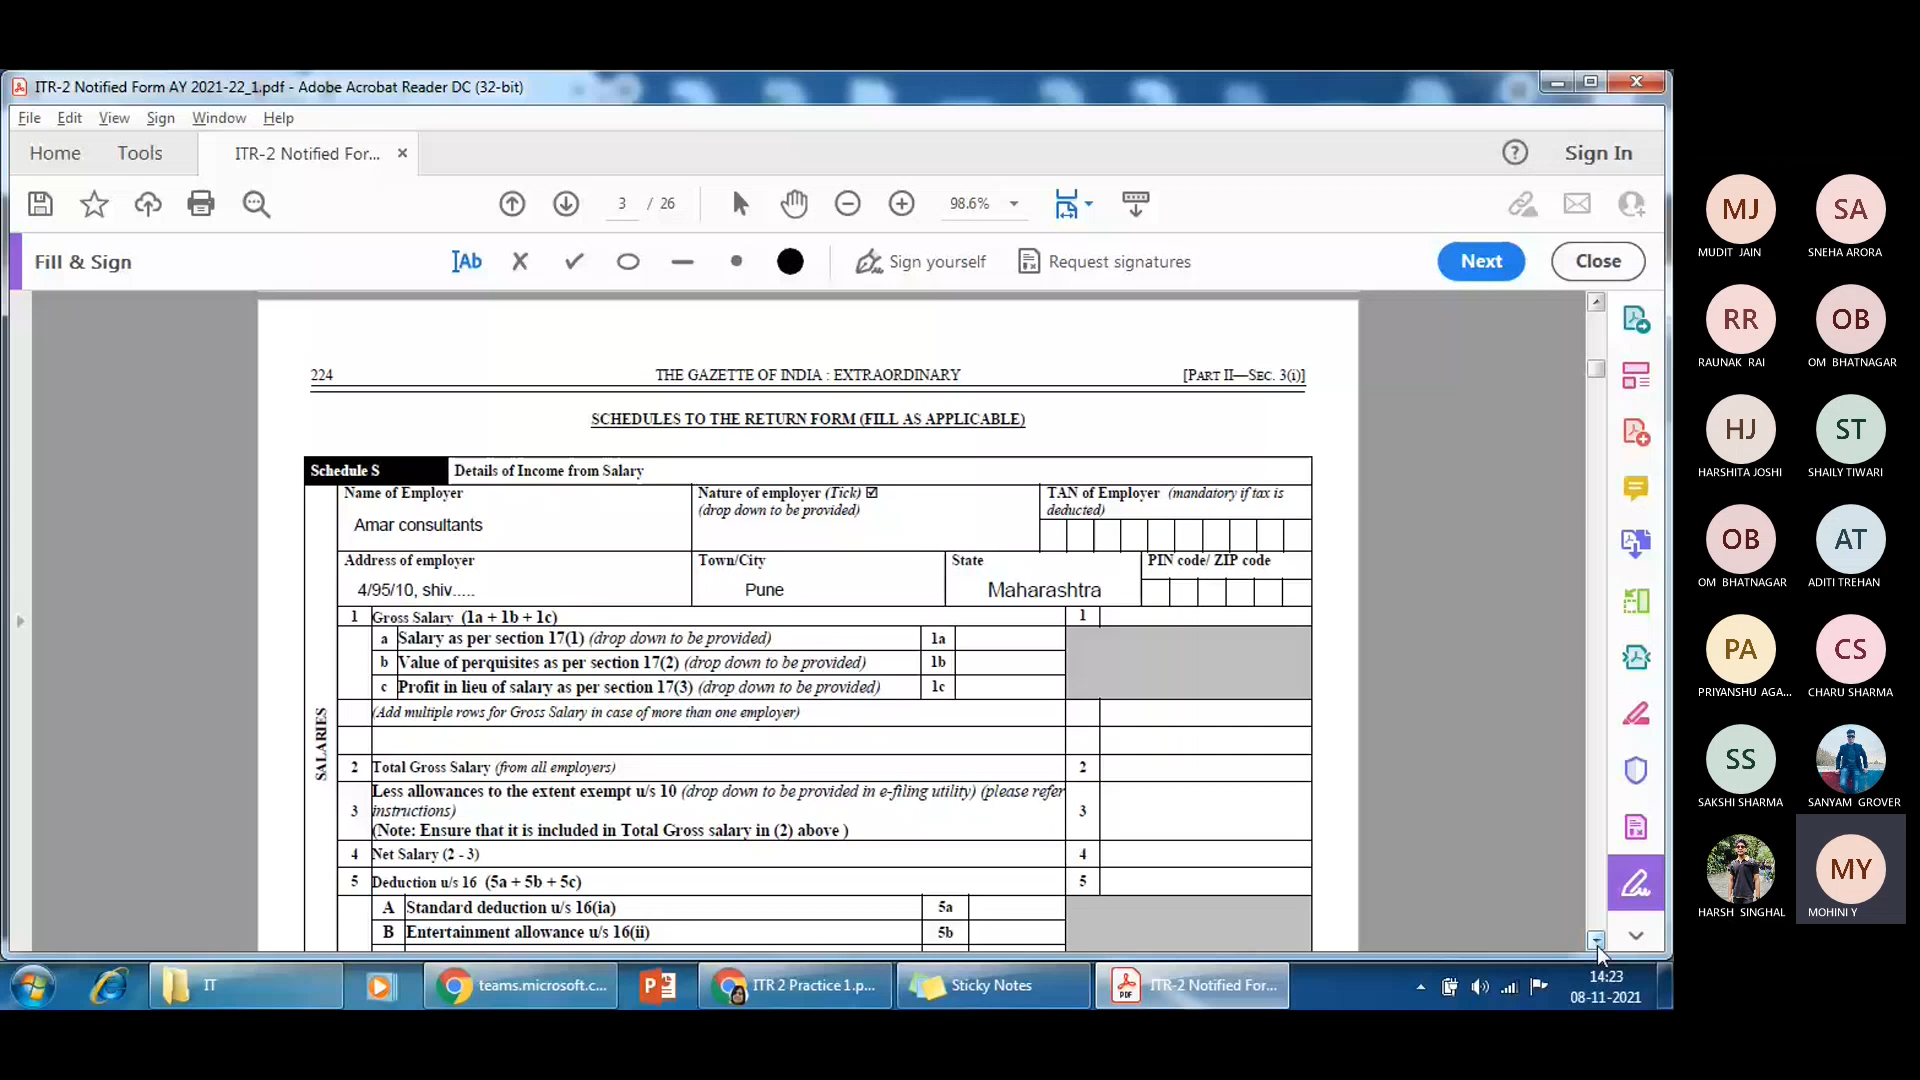 ITR-2 Notified Form AY 2021-22_1.pdf - Adobe Acrobat Reader DC (32-bit)
File Edit View Sign Window Help
Home Tools ITR-2 Notified For... × Sign In
3 / 26 98.6%
Fill & Sign Ab Sign yourself Request signatures Next Close
224 THE GAZETTE OF INDIA : EXTRAORDINARY [PART II—SEC. 3(i)]
SCHEDULES TO THE RETURN FORM (FILL AS APPLICABLE)
Schedule S Details of Income from Salary
SALARIES
Name of Employer
Amar consultants
Nature of employer (Tick) ☑
(drop down to be provided)
TAN of Employer (mandatory if tax is
deducted)
Address of employer
4/95/10, shiv.....
Town/City
Pune
State
Maharashtra
PIN code/ ZIP code
1 Gross Salary (1a + 1b + 1c) 1
a Salary as per section 17(1) (drop down to be provided) 1a
b Value of perquisites as per section 17(2) (drop down to be provided) 1b
c Profit in lieu of salary as per section 17(3) (drop down to be provided) 1c
(Add multiple rows for Gross Salary in case of more than one employer)
2 Total Gross Salary (from all employers) 2
3 Less allowances to the extent exempt u/s 10 (drop down to be provided in e-filing utility) (please refer
instructions) 3
(Note: Ensure that it is included in Total Gross salary in (2) above )
4 Net Salary (2 - 3) 4
5 Deduction u/s 16 (5a + 5b + 5c) 5
A Standard deduction u/s 16(ia) 5a
B Entertainment allowance u/s 16(ii) 5b
IT teams.microsoft.c... ITR 2 Practice 1.p... Sticky Notes ITR-2 Notified For...
14:23
08-11-2021
MJ SA
MUDIT JAIN SNEHA ARORA
RR OB
RAUNAK RAI OM BHATNAGAR
HJ ST
HARSHITA JOSHI SHAILY TIWARI
OB AT
OM BHATNAGAR ADITI TREHAN
PA CS
PRIYANSHU AGA... CHARU SHARMA
SS
SAKSHI SHARMA SANYAM GROVER
MY
HARSH SINGHAL MOHINI Y